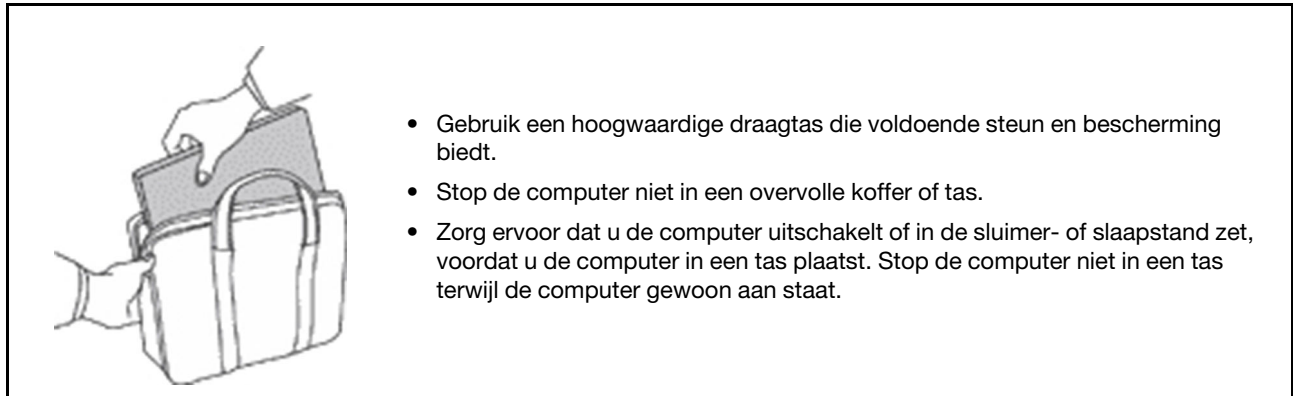 • Gebruik een hoogwaardige draagtas die voldoende steun en bescherming
biedt.
• Stop de computer niet in een overvolle koffer of tas.
• Zorg ervoor dat u de computer uitschakelt of in de sluimer- of slaapstand zet,
voordat u de computer in een tas plaatst. Stop de computer niet in een tas
terwijl de computer gewoon aan staat.